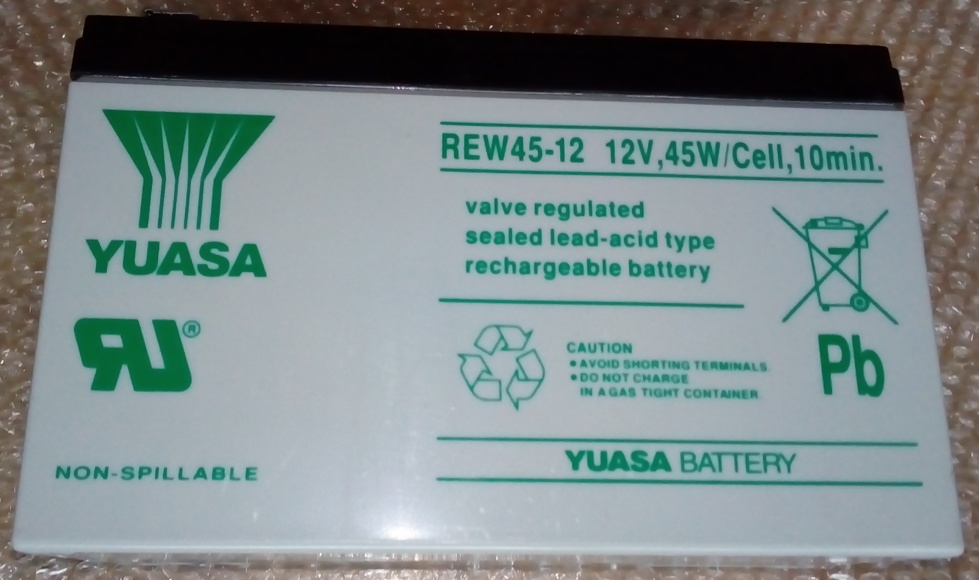 YUASA
REW45-12 12V,45W/Cell,10min.
valve regulated
sealed lead-acid type
rechargeable battery
RU®
CAUTION
• AVOID SHORTING TERMINALS.
• DO NOT CHARGE
IN A GAS TIGHT CONTAINER
Pb
NON-SPILLABLE
YUASA BATTERY